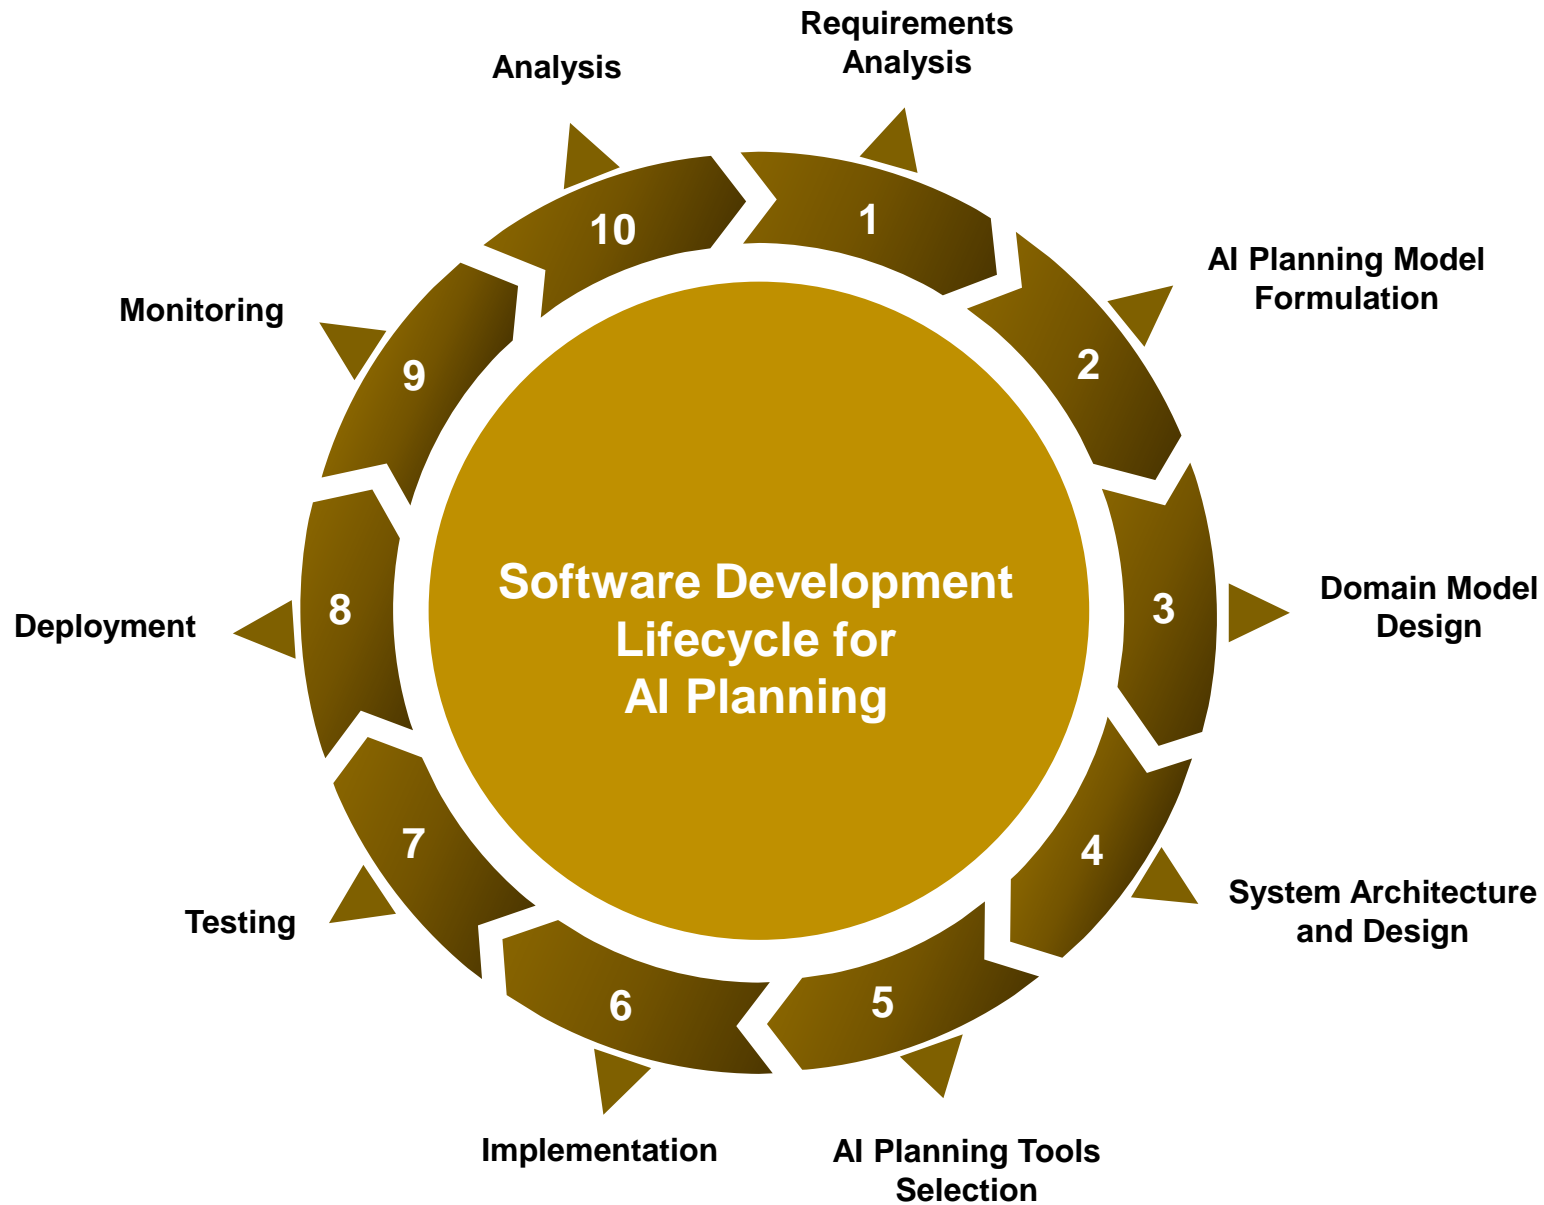 Requirements
Analysis
1
AI Planning Model
Formulation
2
Domain Model
Design
3
System Architecture
and Design
4
AI Planning Tools
Selection
5
Implementation
6
Testing
7
Deployment
8
Monitoring
9
Analysis
10
Software Development
Lifecycle for
AI Planning